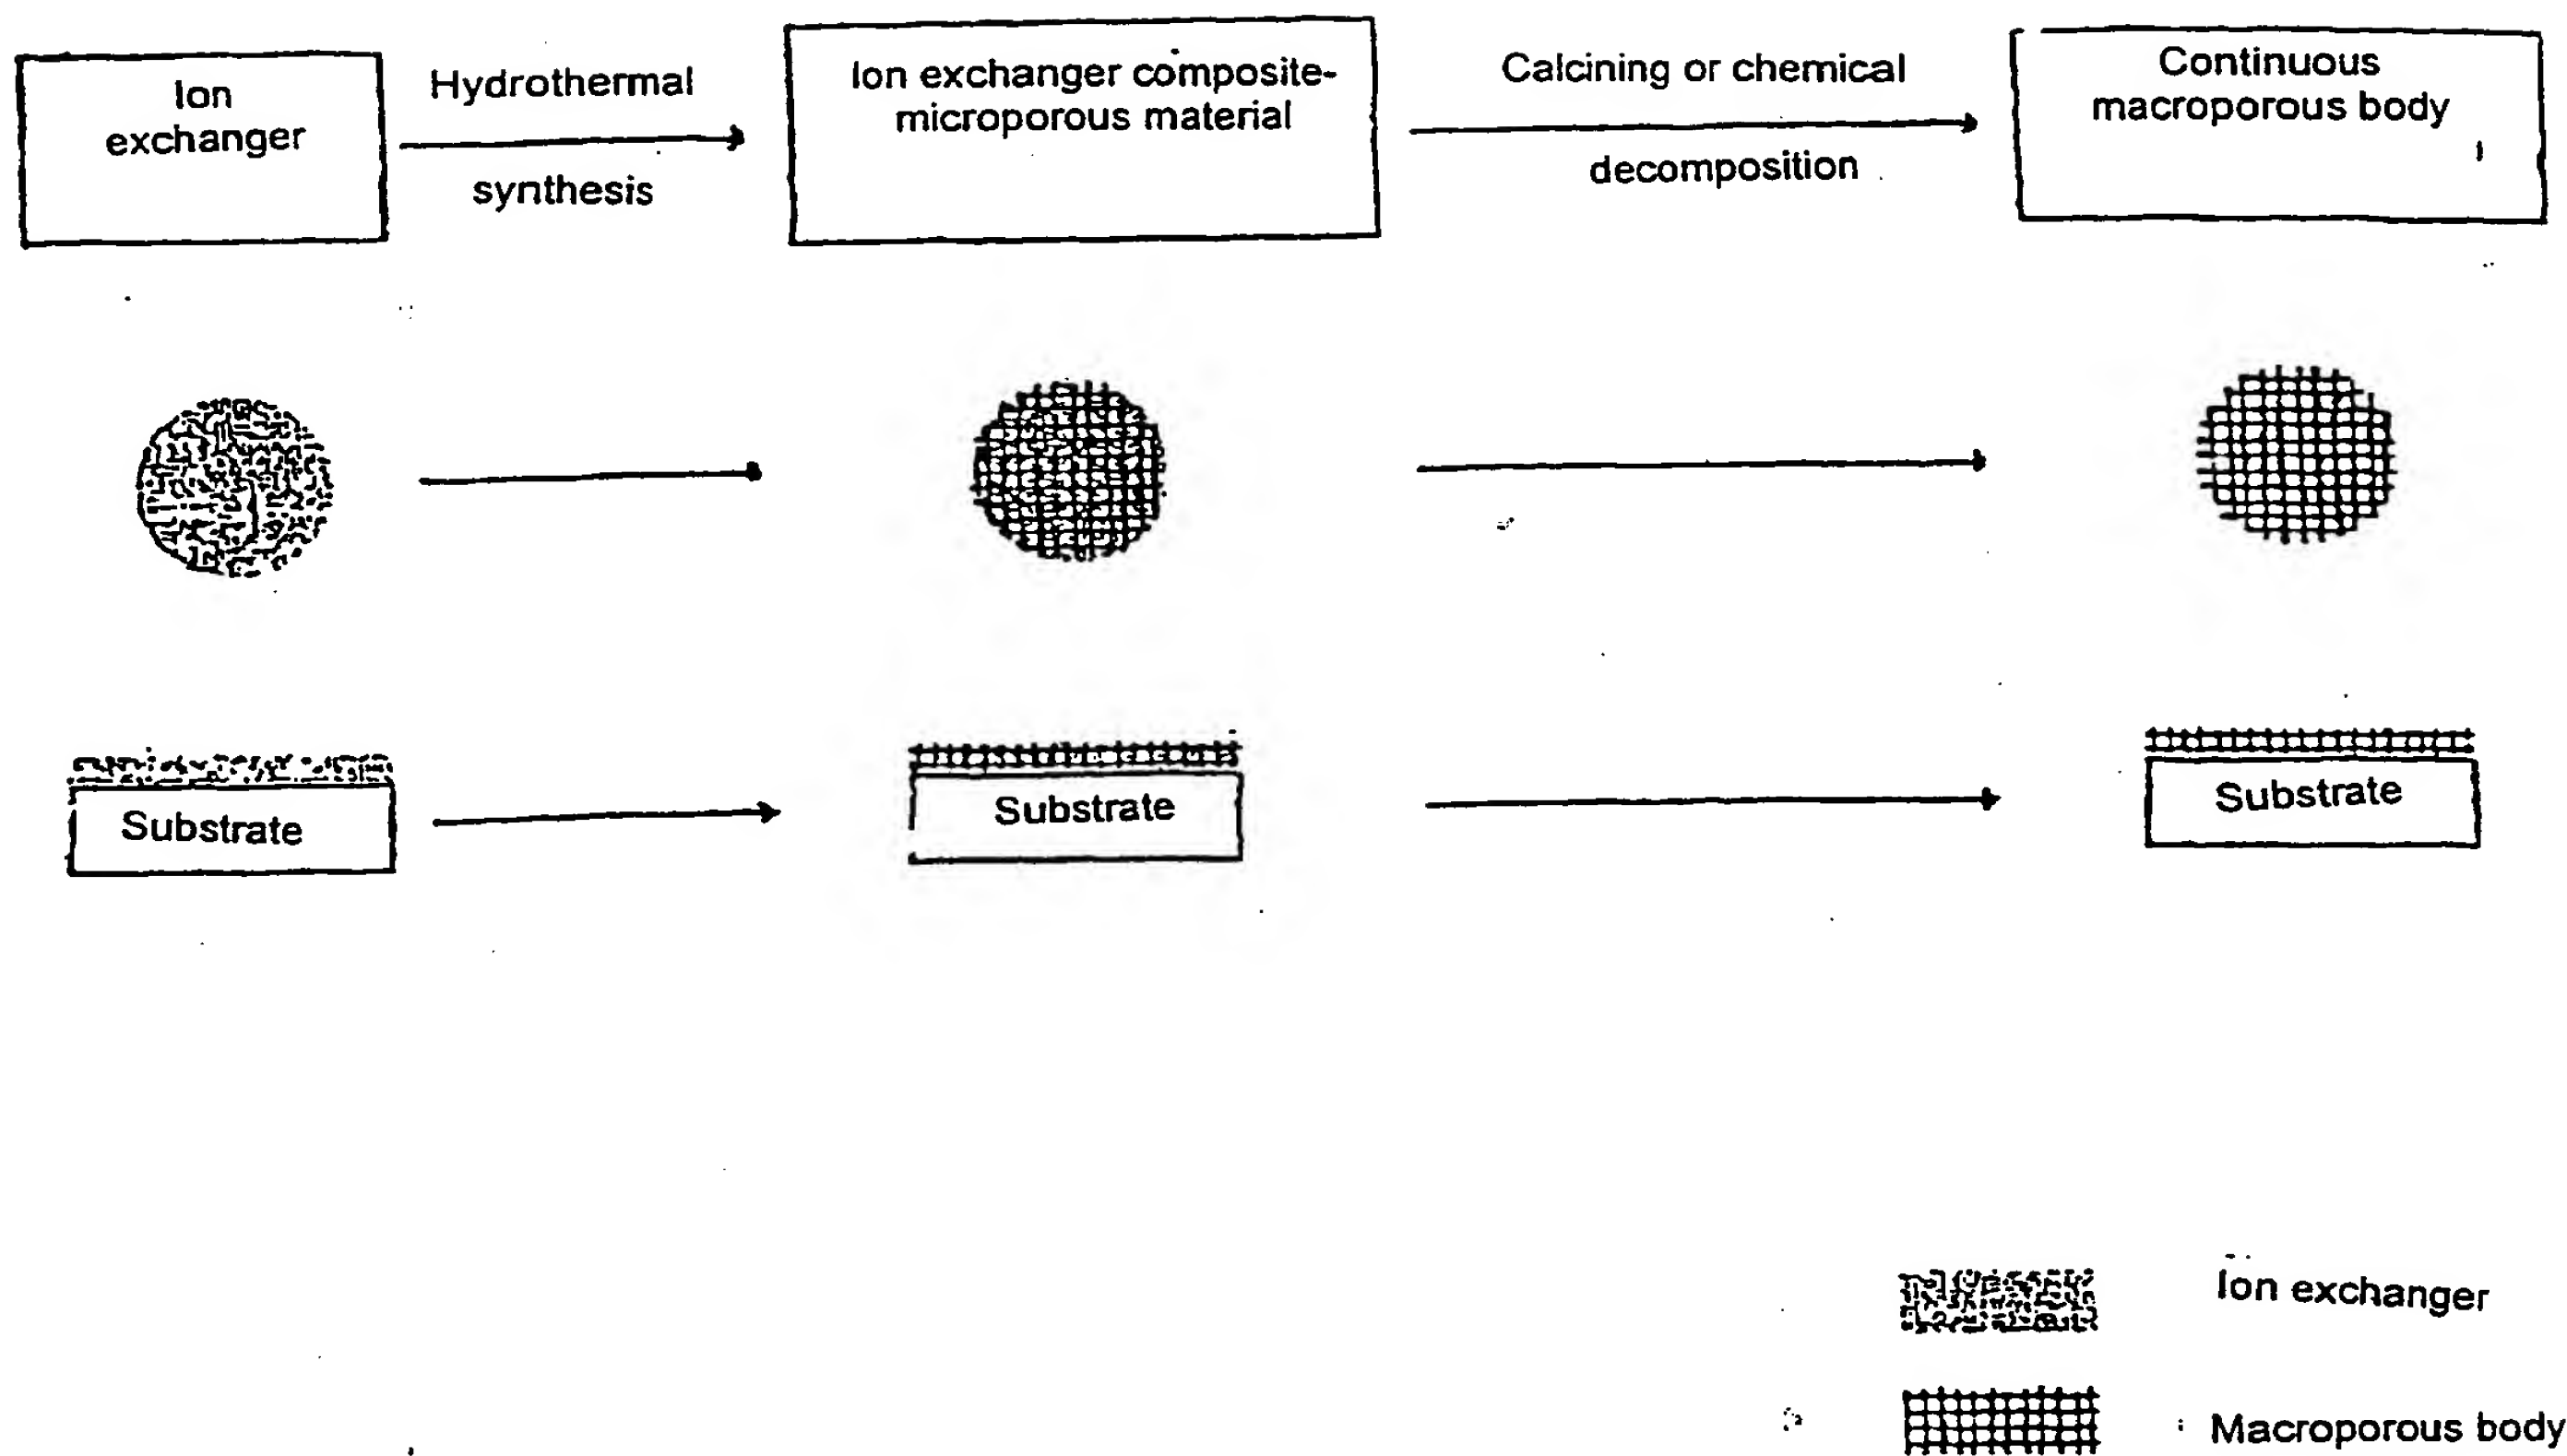 Ion
exchanger
Hydrothermal
synthesis
Ion exchanger composite-
microporous material
Calcining or chemical
decomposition
Continuous
macroporous body
Substrate
Substrate
Substrate
Ion exchanger
Macroporous body